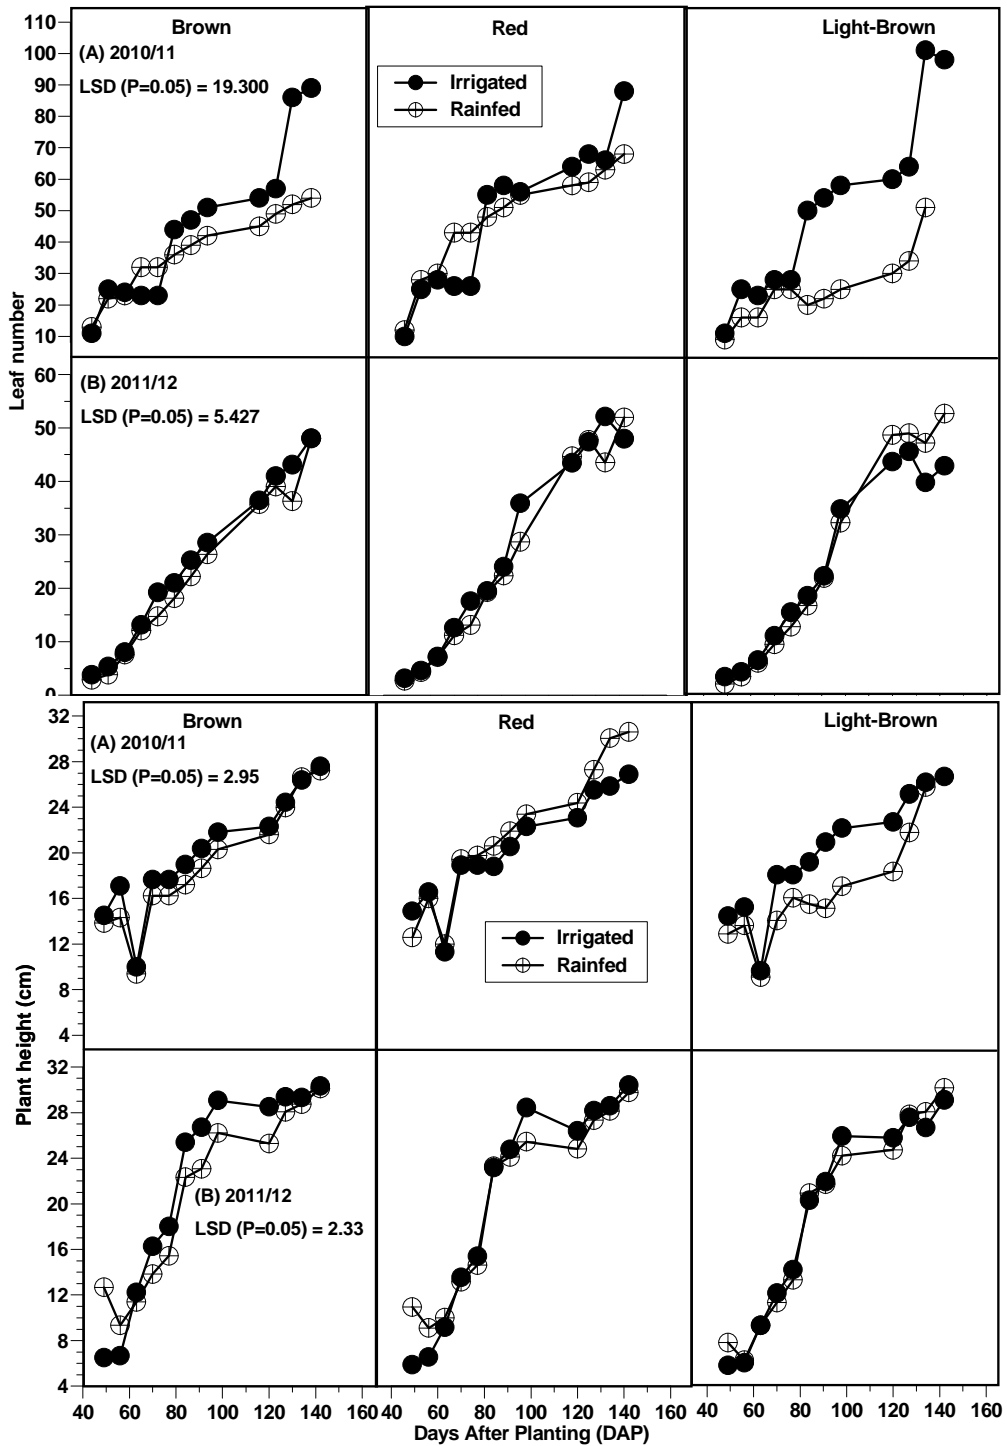 Brown
Red
Light-Brown
(A) 2010/11
LSD (P=0.05) = 19.300
Irrigated
Rainfed
110
100
90
80
70
60
50
40
30
20
10
Leaf number
(B) 2011/12
LSD (P=0.05) = 5.427
60
50
40
30
20
10
0
Brown
Red
Light-Brown
(A) 2010/11
LSD (P=0.05) = 2.95
Irrigated
Rainfed
32
28
24
20
16
12
8
4
Plant height (cm)
(B) 2011/12
LSD (P=0.05) = 2.33
32
28
24
20
16
12
8
4
40 60 80 100 120 140 160 40 60 80 100 120 140 160 40 60 80 100 120 140 160
Days After Planting (DAP)